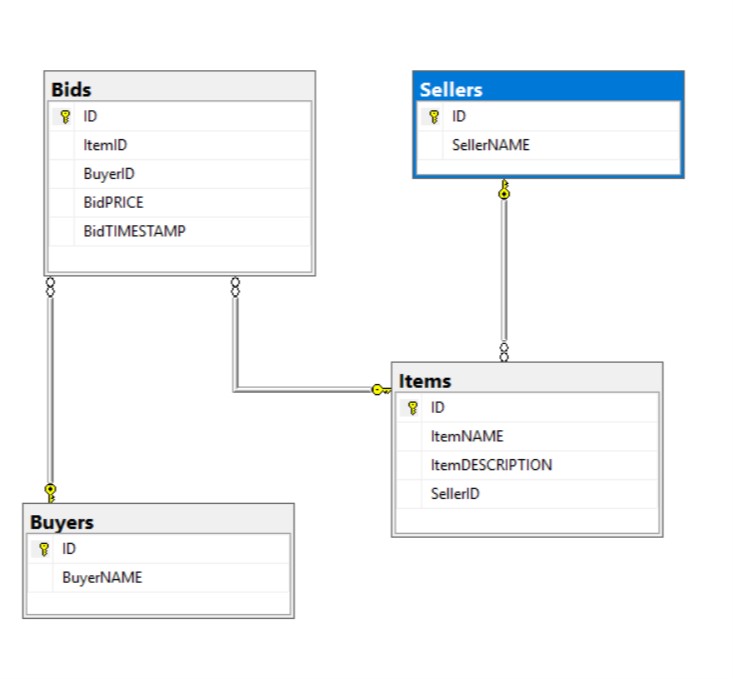 Bids
ID
ItemID
BuyerID
BidPRICE
BidTIMESTAMP
Sellers
ID
SellerNAME
Items
ID
ItemNAME
ItemDESCRIPTION
SellerID
Buyers
ID
BuyerNAME